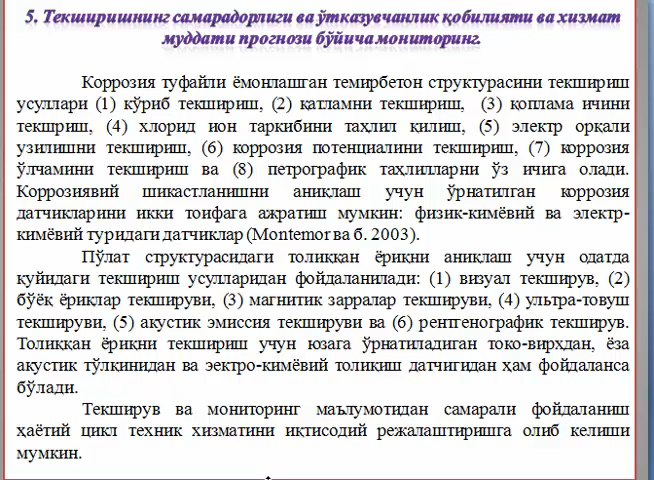 5. Текширишнинг самарадорлиги ва ўтказувчанлик қобилияти ва хизмат
муддати прогнози бўйича мониторинг.
Коррозия туфайли ёмонлашган темирбетон структурасини текшириш
усуллари (1) кўриб текшириш, (2) қатламни текшириш, (3) қоплама ичини
текшриш, (4) хлорид ион таркибини таҳлил қилиш, (5) электр орқали
узилишни текшириш, (6) коррозия потенциалини текшириш, (7) коррозия
ўлчамини текшириш ва (8) петрографик таҳлилларни ўз ичига олади.
Коррозиявий шикастланишни аниқлаш учун ўрнатилган коррозия
датчикларини икки тоифага ажратиш мумкин: физик-кимёвий ва электр-
кимёвий туридаги датчиклар (Montemor ва б. 2003).
Пўлат структурасидаги толиққан ёриқни аниқлаш учун одатда
қуйидаги текшириш усулларидан фойдаланилади: (1) визуал текширув, (2)
бўёқ ёриқлар текшируви, (3) магнитик зарралар текшируви, (4) ультра-товуш
текшируви, (5) акустик эмиссия текшируви ва (6) рентгенографик текширув.
Толиққан ёриқни текшириш учун юзага ўрнатиладиган токо-вирхдан, ёза
акустик тўлқинидан ва эектро-кимёвий толиқиш датчигидан ҳам фойдаланса
бўлади.
Текширув ва мониторинг маълумотидан самарали фойдаланиш
ҳаётий цикл техник хизматини иқтисодий режалаштиришга олиб келиши
мумкин.